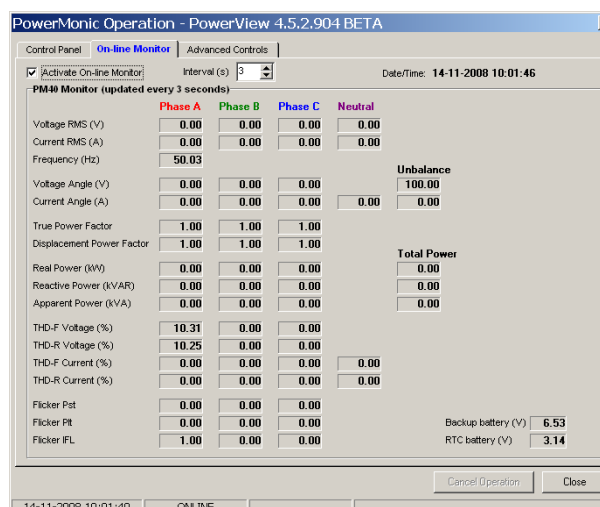 PowerMonic Operation - PowerView 4.5.2.904 BETA
Control Panel On-line Monitor Advanced Controls
Activate On-line Monitor Interval (s) 3 Date/Time: 14-11-2008 10:01:46
PM40 Monitor (updated every 3 seconds)
Phase A Phase B Phase C Neutral
Voltage RMS (V) 0.00 0.00 0.00 0.00
Current RMS (A) 0.00 0.00 0.00 0.00
Frequency (Hz) 50.03
Unbalance
Voltage Angle (V) 0.00 0.00 0.00 100.00
Current Angle (A) 0.00 0.00 0.00 0.00 0.00
True Power Factor 1.00 1.00 1.00
Displacement Power Factor 1.00 1.00 1.00
Total Power
Real Power (kW) 0.00 0.00 0.00 0.00
Reactive Power (kVAR) 0.00 0.00 0.00 0.00
Apparent Power (kVA) 0.00 0.00 0.00 0.00
THD-F Voltage (%) 10.31 0.00 0.00
THD-R Voltage (%) 10.25 0.00 0.00
THD-F Current (%) 0.00 0.00 0.00 0.00
THD-R Current (%) 0.00 0.00 0.00 0.00
Flicker Pst 0.00 0.00 0.00
Flicker Plt 0.00 0.00 0.00 Backup battery (V) 6.53
Flicker IFL 1.00 0.00 0.00 RTC battery (V) 3.14
Cancel Operation Close
14-11-2008 10:01:49 ONLINE